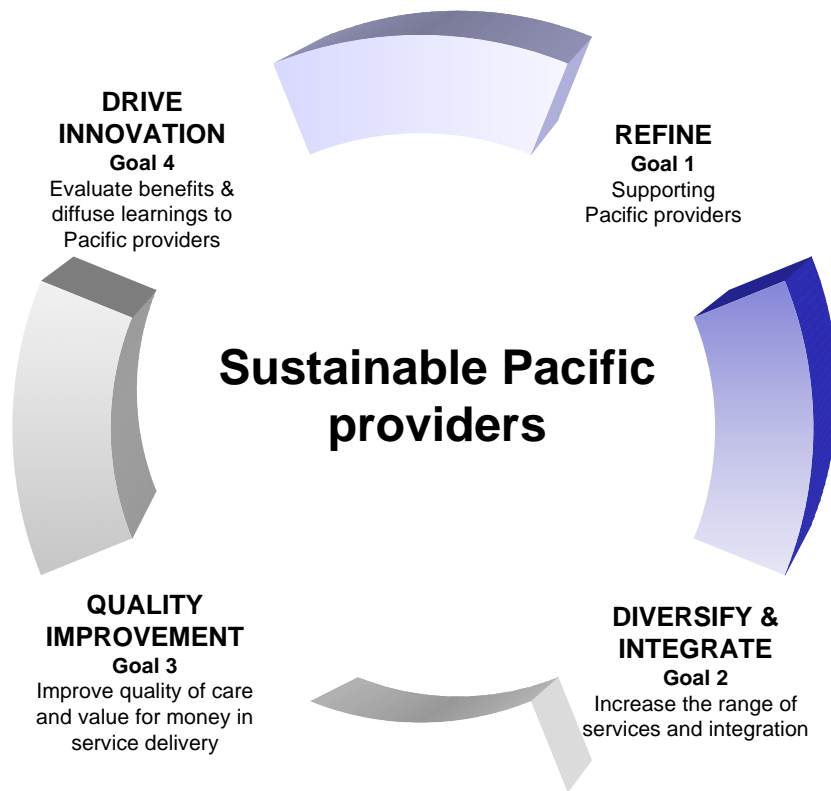 DRIVE
INNOVATION
Goal 4
Evaluate benefits &
diffuse learnings to
Pacific providers
REFINE
Goal 1
Supporting
Pacific providers
Sustainable Pacific
providers
QUALITY
IMPROVEMENT
Goal 3
Improve quality of care
and value for money in
service delivery
DIVERSIFY &
INTEGRATE
Goal 2
Increase the range of
services and integration